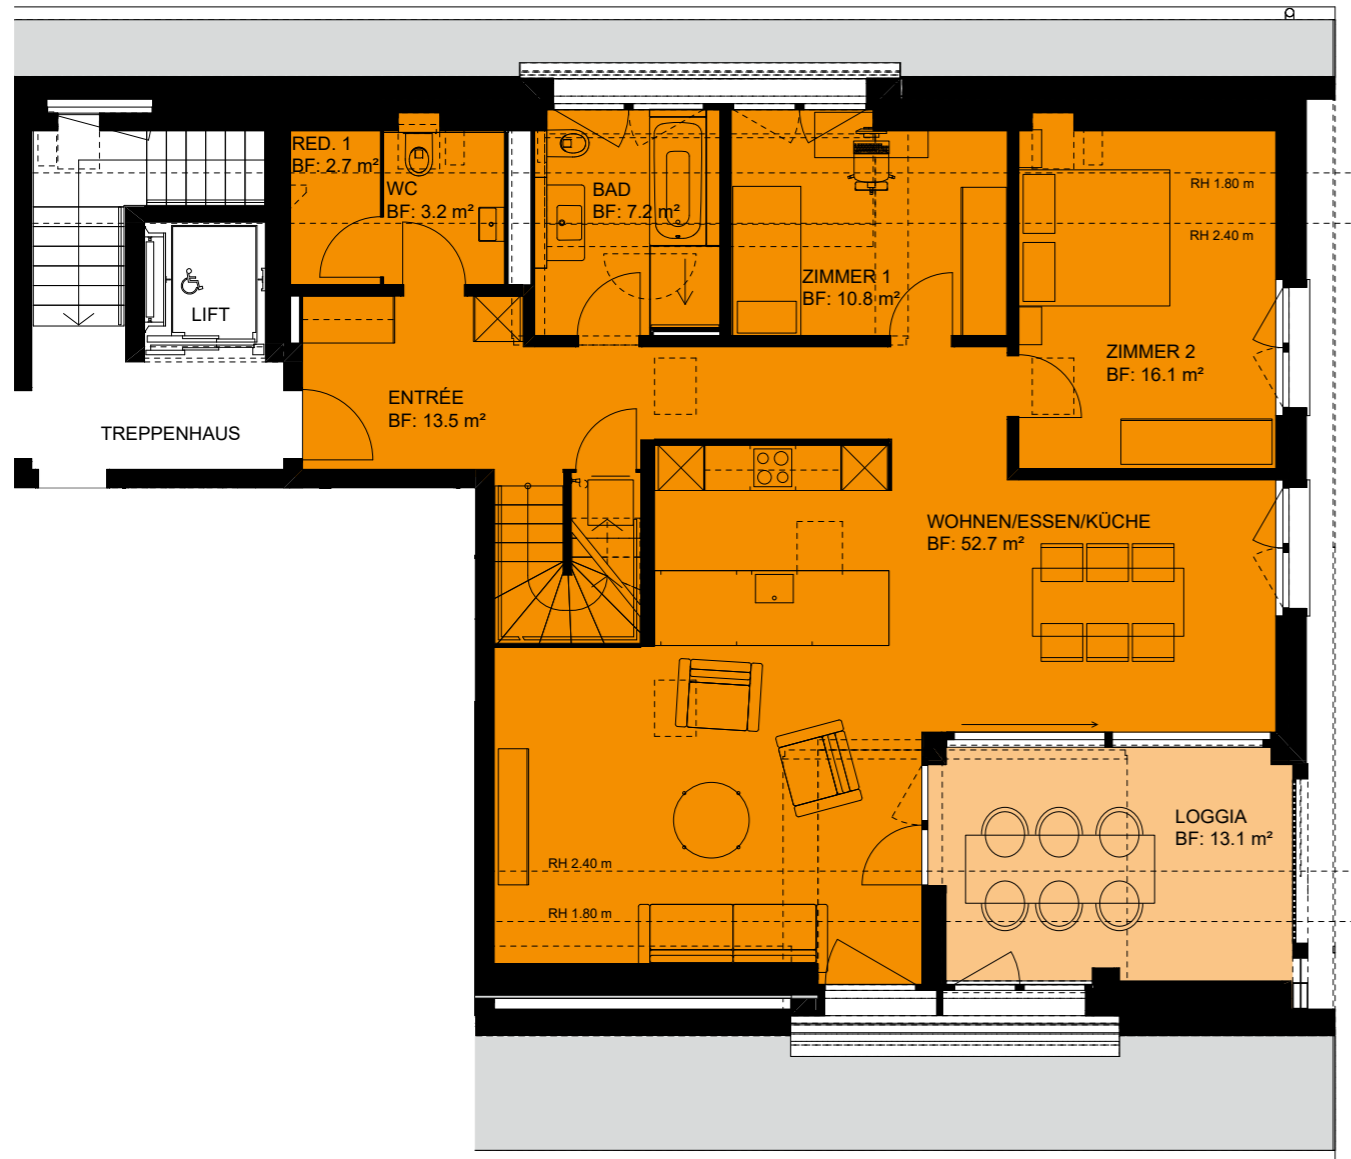 RED. 1
BF: 2.7 m²
WC
BF: 3.2 m²
BAD
BF: 7.2 m²
RH 1.80 m
RH 2.40 m
ZIMMER 1
BF: 10.8 m²
LIFT
ZIMMER 2
BF: 16.1 m²
ENTRÉE
BF: 13.5 m²
TREPPENHAUS
WOHNEN/ESSEN/KÜCHE
BF: 52.7 m²
LOGGIA
BF: 13.1 m²
RH 2.40 m
RH 1.80 m